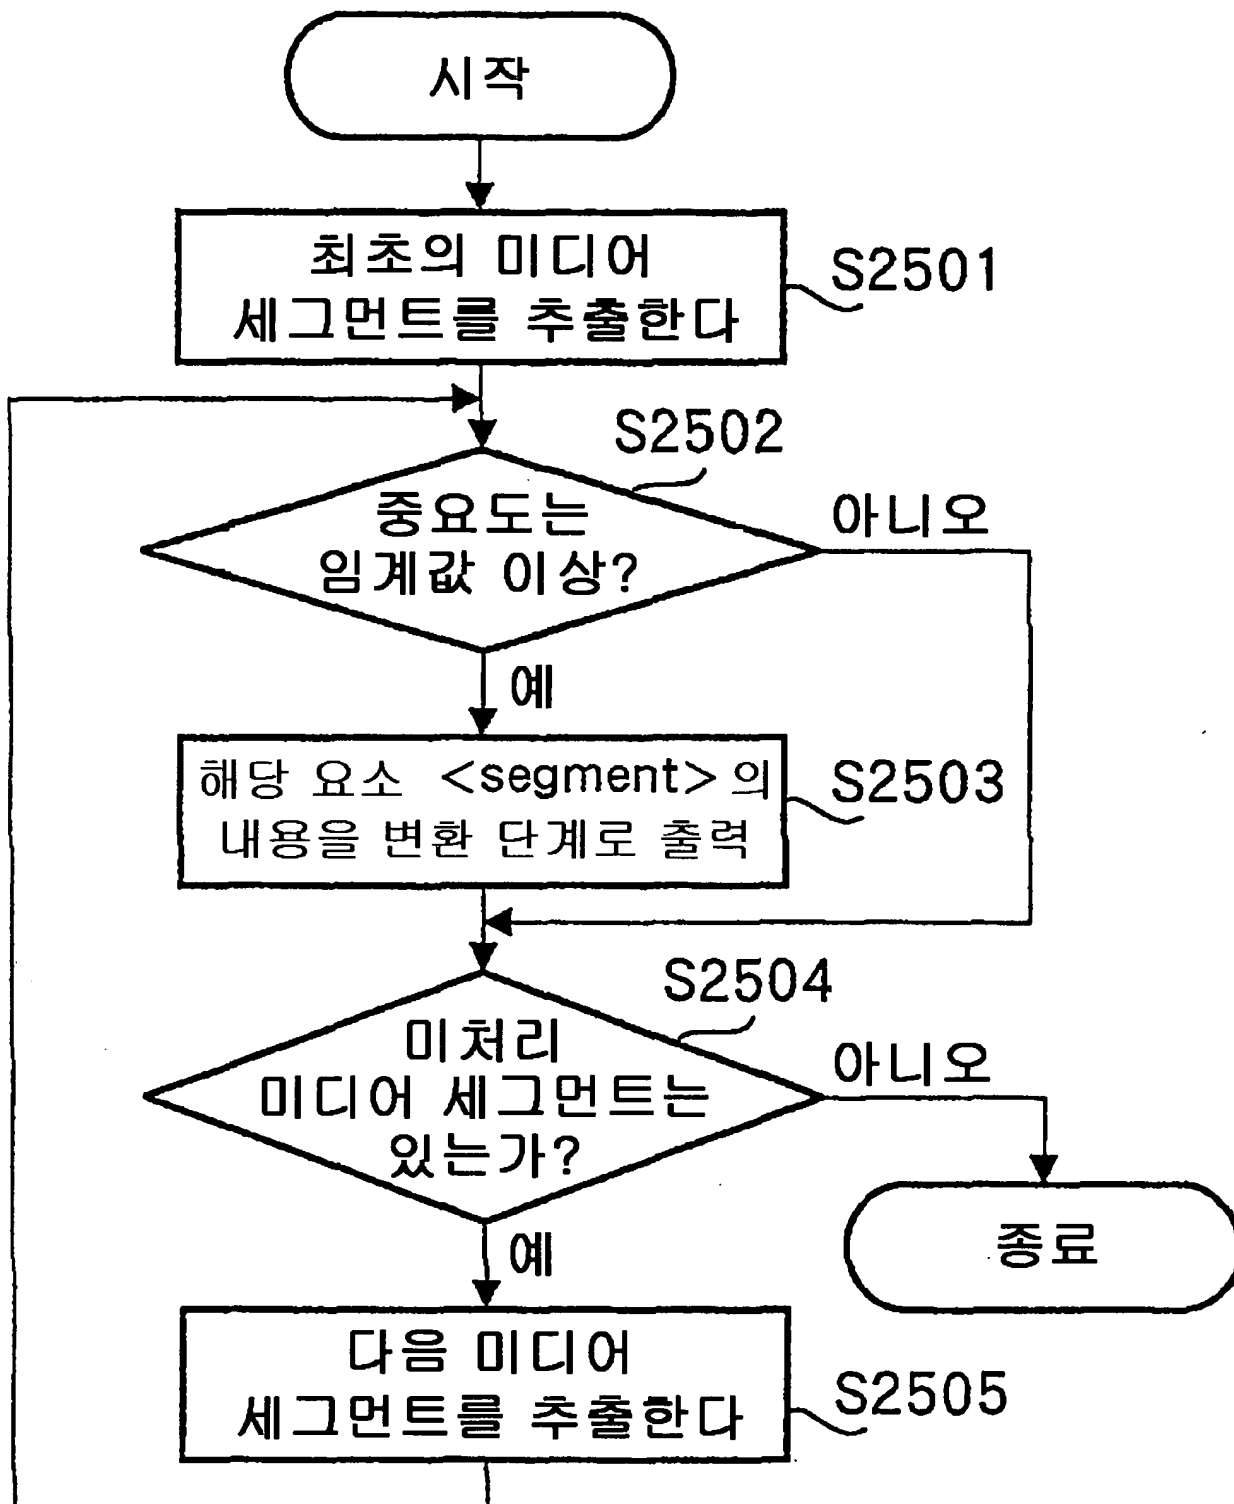 시작
최초의 미디어
세그먼트를 추출한다
S2501
S2502
중요도는
임계값 이상?
아니오
예
해당 요소 <segment>의
내용을 변환 단계로 출력
S2503
S2504
미처리
미디어 세그먼트는
있는가?
아니오
예
종료
다음 미디어
세그먼트를 추출한다
S2505